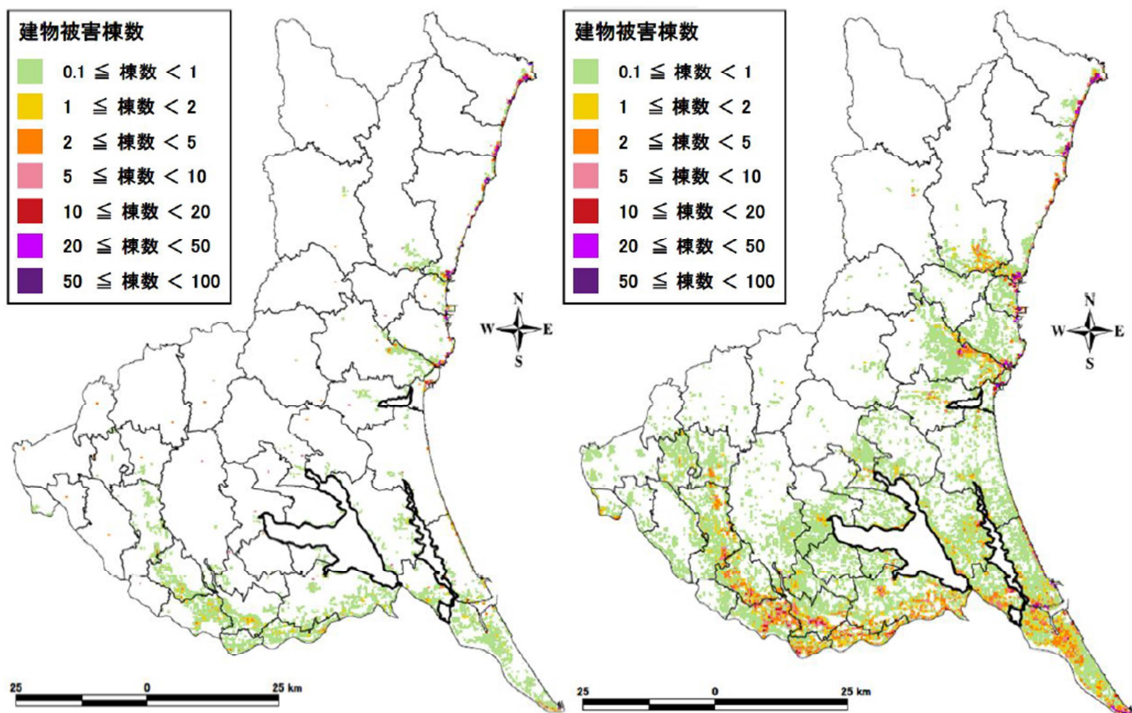 建物被害棟数
0.1 ≦ 棟数 < 1
1 ≦ 棟数 < 2
2 ≦ 棟数 < 5
5 ≦ 棟数 < 10
10 ≦ 棟数 < 20
20 ≦ 棟数 < 50
50 ≦ 棟数 < 100
N
W E
S
25 0 25 km
建物被害棟数
0.1 ≦ 棟数 < 1
1 ≦ 棟数 < 2
2 ≦ 棟数 < 5
5 ≦ 棟数 < 10
10 ≦ 棟数 < 20
20 ≦ 棟数 < 50
50 ≦ 棟数 < 100
N
W E
S
25 0 25 km